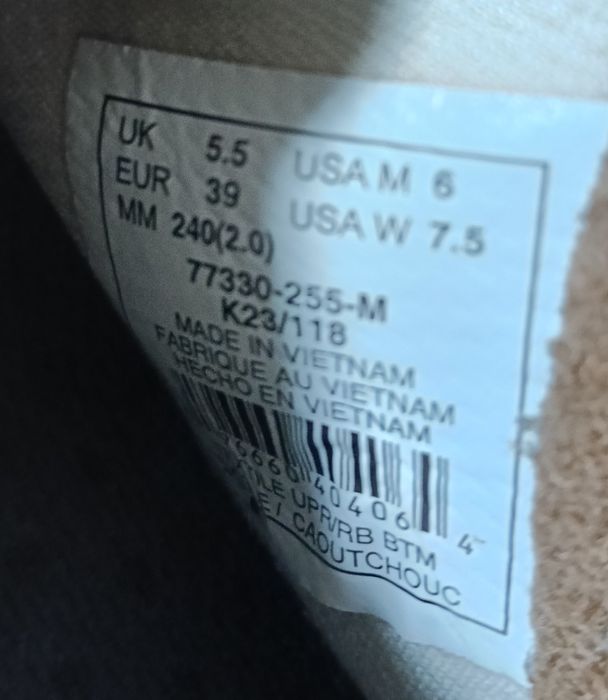 UK 5.5 USA M 6
EUR 39 USA W 7.5
MM 240(2.0)
77330-255-M
K23/118
MADE IN VIETNAM
FABRIQUE AU VIETNAM
HECHO EN VIETNAM
40406 4
UPR/RB BTM
/ CAOUTCHOUC